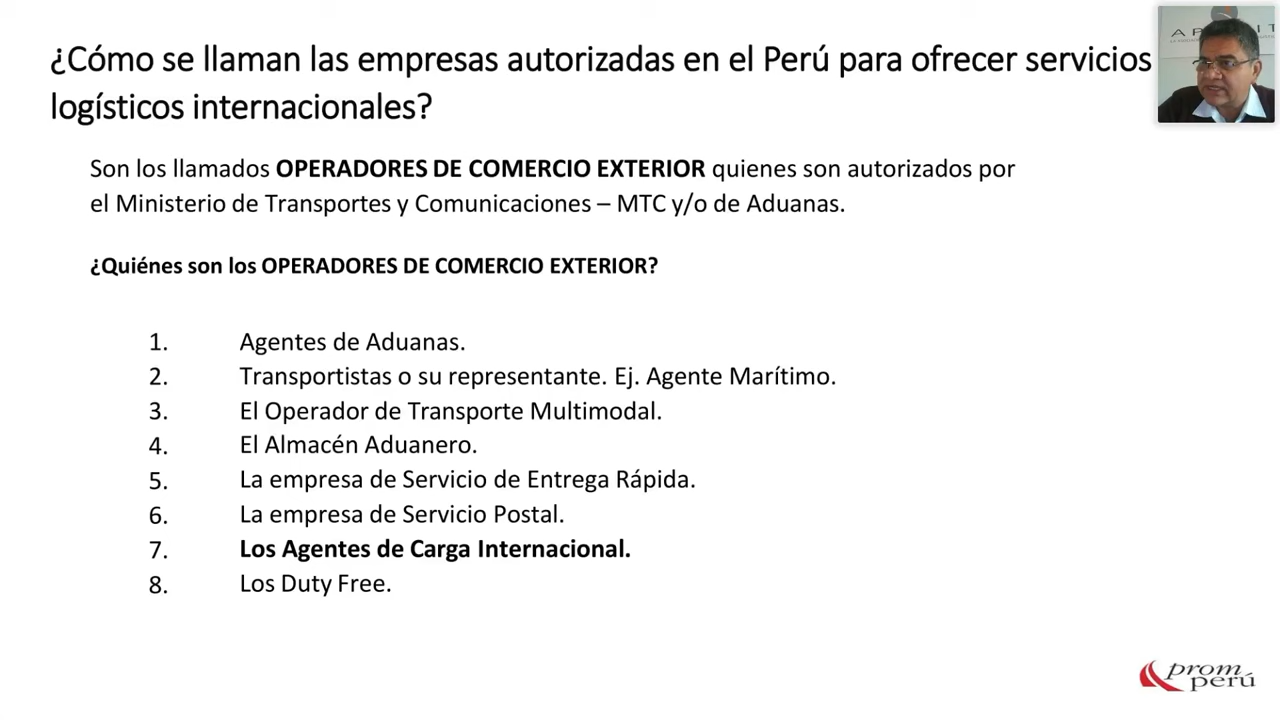 ¿Cómo se llaman las empresas autorizadas en el Perú para ofrecer servicios
logísticos internacionales?
Son los llamados OPERADORES DE COMERCIO EXTERIOR quienes son autorizados por
el Ministerio de Transportes y Comunicaciones – MTC y/o de Aduanas.
¿Quiénes son los OPERADORES DE COMERCIO EXTERIOR?
1. Agentes de Aduanas.
2. Transportistas o su representante. Ej. Agente Marítimo.
3. El Operador de Transporte Multimodal.
4. El Almacén Aduanero.
5. La empresa de Servicio de Entrega Rápida.
6. La empresa de Servicio Postal.
7. Los Agentes de Carga Internacional.
8. Los Duty Free.
prom
perú